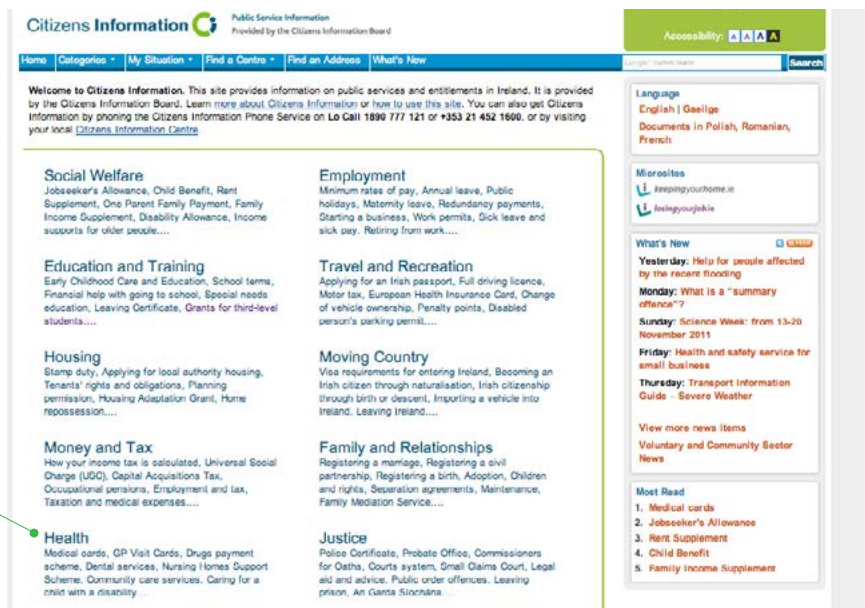 Citizens Information
Public Service Information
Provided by the Citizens Information Board
Accessibility: A A A A
Home Categories My Situation Find a Centre Find an Address What's New
Search
Welcome to Citizens Information. This site provides information on public services and entitlements in Ireland. It is provided
by the Citizens Information Board. Learn more about Citizens Information or how to use this site. You can also get Citizens
Information by phoning the Citizens Information Phone Service on Lo Call 1890 777 121 or +353 21 452 1600, or by visiting
your local Citizens Information Centre
Social Welfare
Jobseeker's Allowance, Child Benefit, Rent
Supplement, One Parent Family Payment, Family
Income Supplement, Disability Allowance, Income
supports for older people....
Employment
Minimum rates of pay, Annual leave, Public
holidays, Maternity leave, Redundancy payments,
Starting a business, Work permits, Sick leave and
sick pay. Retiring from work....
Education and Training
Early Childhood Care and Education, School terms,
Financial help with going to school, Special needs
education, Leaving Certificate, Grants for third-level
students....
Travel and Recreation
Applying for an Irish passport, Full driving licence,
Motor tax, European Health Insurance Card, Change
of vehicle ownership, Penalty points, Disabled
person's parking permit....
Housing
Stamp duty, Applying for local authority housing,
Tenants' rights and obligations, Planning
permission, Housing Adaptation Grant, Home
repossession....
Moving Country
Visa requirements for entering Ireland, Becoming an
Irish citizen through naturalisation, Irish citizenship
through birth or descent, Importing a vehicle into
Ireland. Leaving Ireland....
Money and Tax
How your income tax is calculated, Universal Social
Charge (USC), Capital Acquisitions Tax,
Occupational pensions, Employment and tax,
Taxation and medical expenses....
Family and Relationships
Registering a marriage, Registering a civil
partnership, Registering a birth, Adoption, Children
and rights, Separation agreements, Maintenance,
Family Mediation Service....
Health
Medical cards, GP Visit Cards, Drugs payment
scheme, Dental services, Nursing Homes Support
Scheme. Community care services. Caring for a
child with a disability....
Justice
Police Certificate, Probate Office, Commissioners
for Oaths, Courts system, Small Claims Court, Legal
aid and advice. Public order offences. Leaving
prison, An Garda Síochána....
Language
English | Gaeilge
Documents in Polish, Romanian,
French
Microsites
keepingyourhome.ie
losingyourjob.ie
What's New
Yesterday: Help for people affected
by the recent flooding
Monday: What is a "summary
offence"?
Sunday: Science Week: from 13-20
November 2011
Friday: Health and safety service for
small business
Thursday: Transport Information
Guide – Severe Weather
View more news items
Voluntary and Community Sector
News
Most Read
1. Medical cards
2. Jobseeker's Allowance
3. Rent Supplement
4. Child Benefit
5. Family Income Supplement